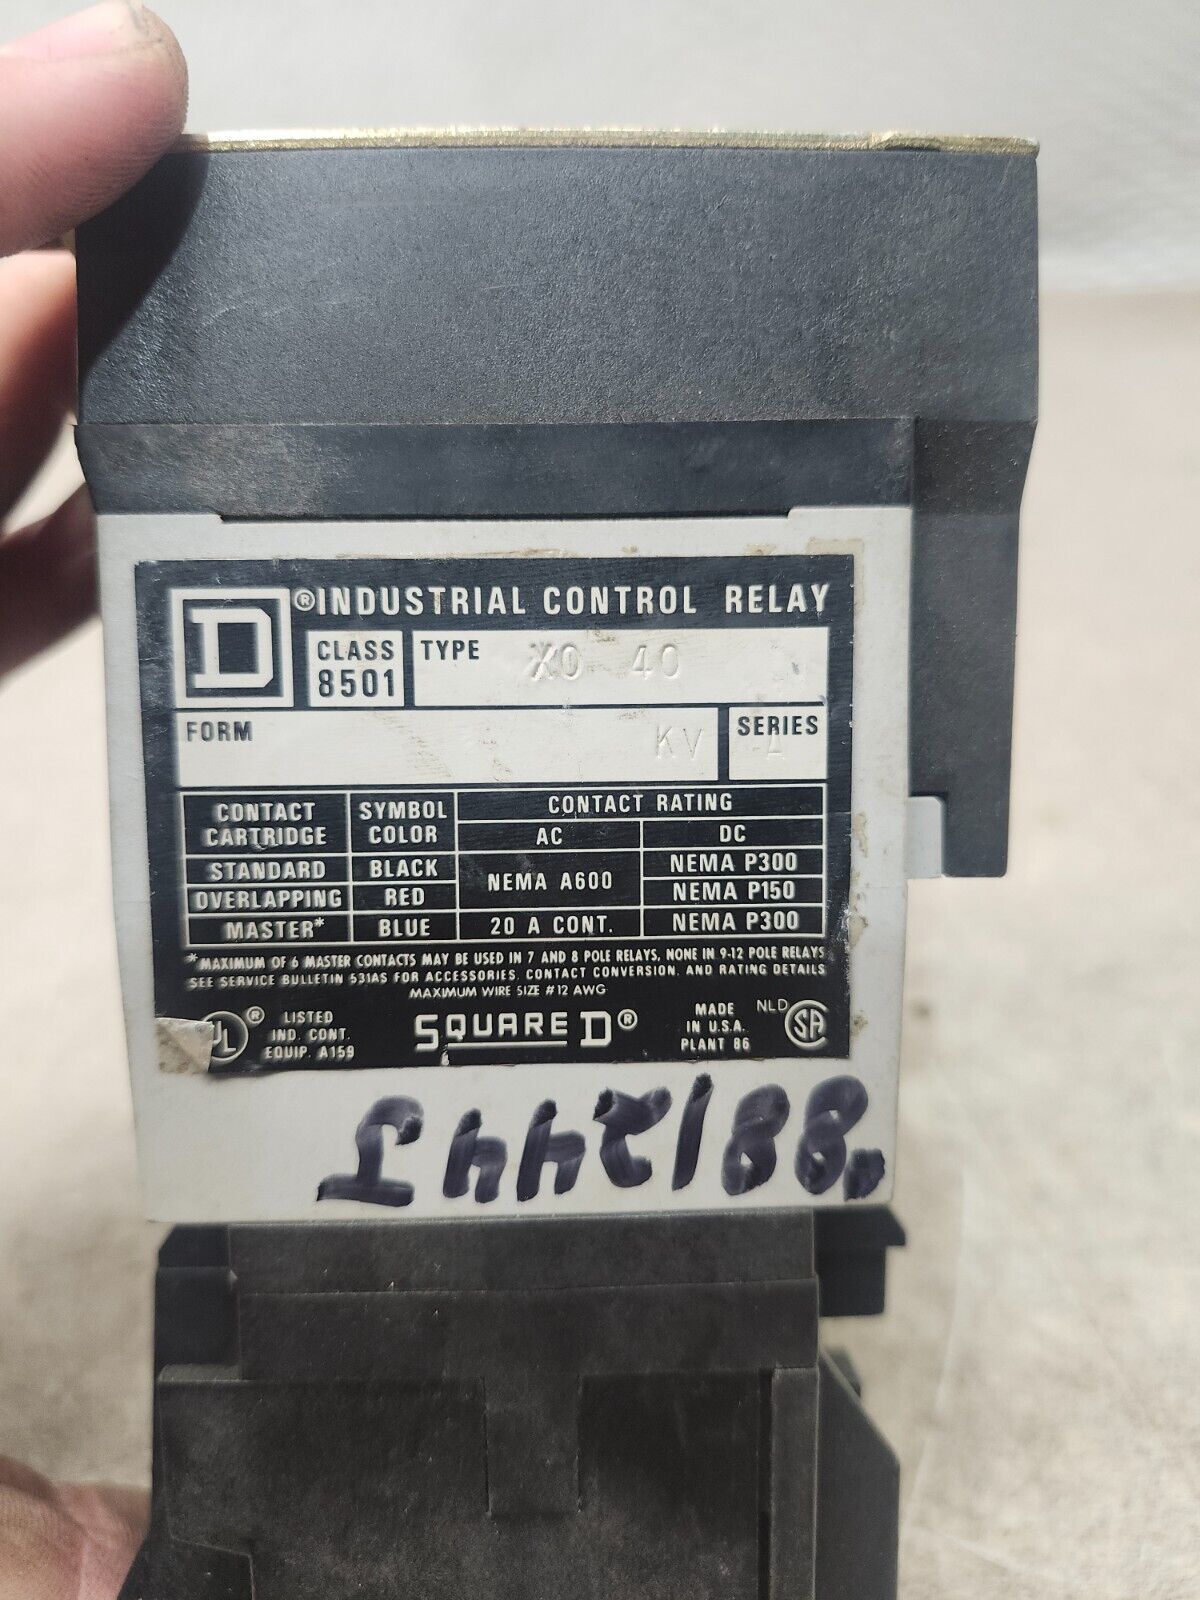 ® INDUSTRIAL CONTROL RELAY
D
CLASS 8501 TYPE XO 40
FORM KV SERIES A
CONTACT CARTRIDGE SYMBOL COLOR CONTACT RATING
AC DC
STANDARD BLACK NEMA A600 NEMA P300
OVERLAPPING RED NEMA P150
MASTER* BLUE 20 A CONT. NEMA P300
*MAXIMUM OF 6 MASTER CONTACTS MAY BE USED IN 7 AND 8 POLE RELAYS, NONE IN 9-12 POLE RELAYS
SEE SERVICE BULLETIN 531AS FOR ACCESSORIES, CONTACT CONVERSION, AND RATING DETAILS
MAXIMUM WIRE SIZE #12 AWG
UL ® LISTED
IND. CONT.
EQUIP. A159
SQUARE D ®
MADE
IN U.S.A.
PLANT 86
NLD
SA